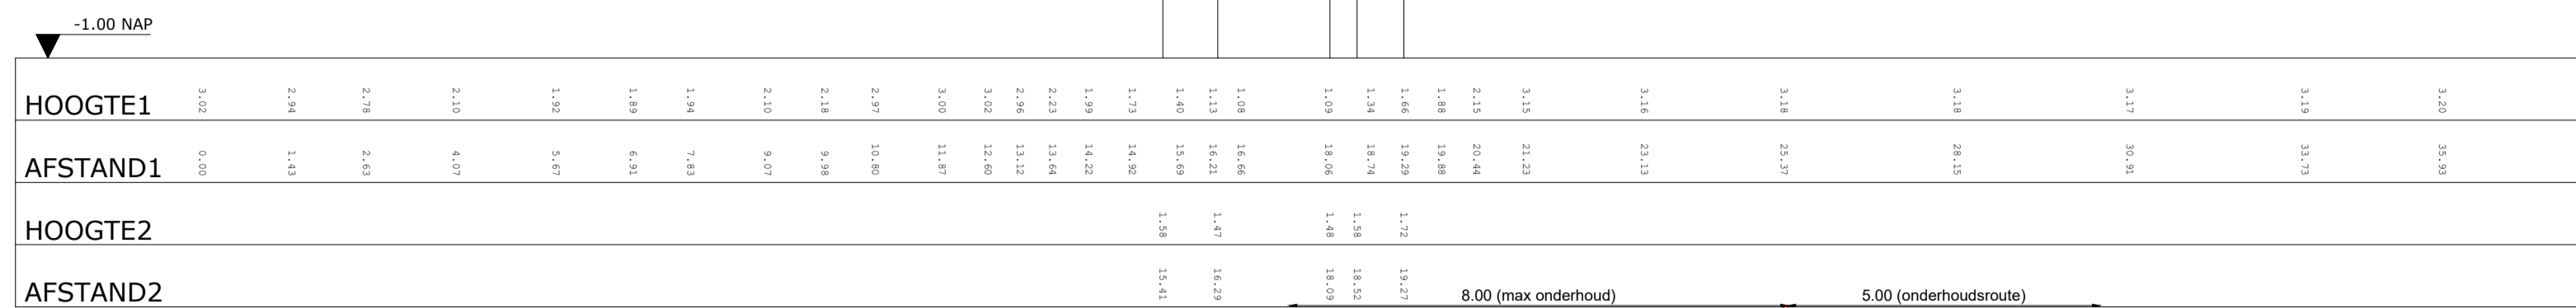 -1.00 NAP
HOOGTE1 3.02 2.94 2.78 2.10 1.92 1.89 1.94 2.10 2.18 2.97 3.00 3.02 2.96 2.23 1.99 1.73 1.40 1.13 1.08 1.09 1.34 1.66 1.88 2.15 3.15 3.16 3.18 3.18 3.17 3.19 3.20
AFSTAND1 0.00 1.43 2.63 4.07 5.67 6.91 7.83 9.07 9.98 10.80 11.87 12.60 13.12 13.64 14.22 14.92 15.69 16.21 16.66 18.06 18.74 19.29 19.88 20.44 21.23 23.13 25.37 28.15 30.91 33.73 35.93
HOOGTE2 1.58 1.47 1.48 1.58 1.72
AFSTAND2 15.41 16.29 18.09 18.52 19.27 8.00 (max onderhoud) 5.00 (onderhoudsroute)